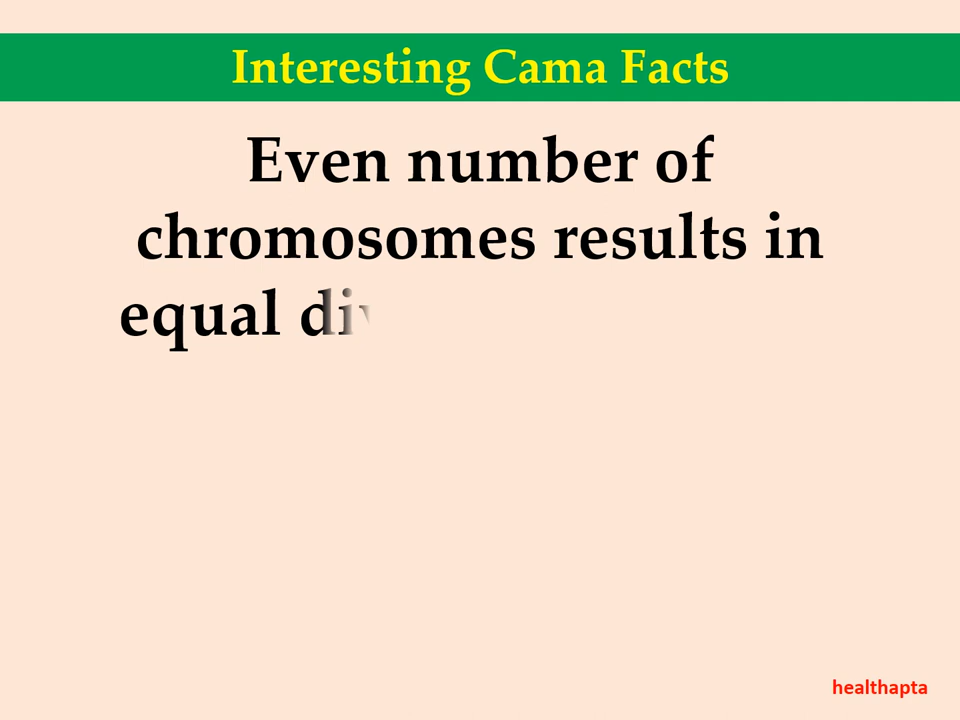 Interesting Cama Facts
Even number of
chromosomes results in
equal
healthapta